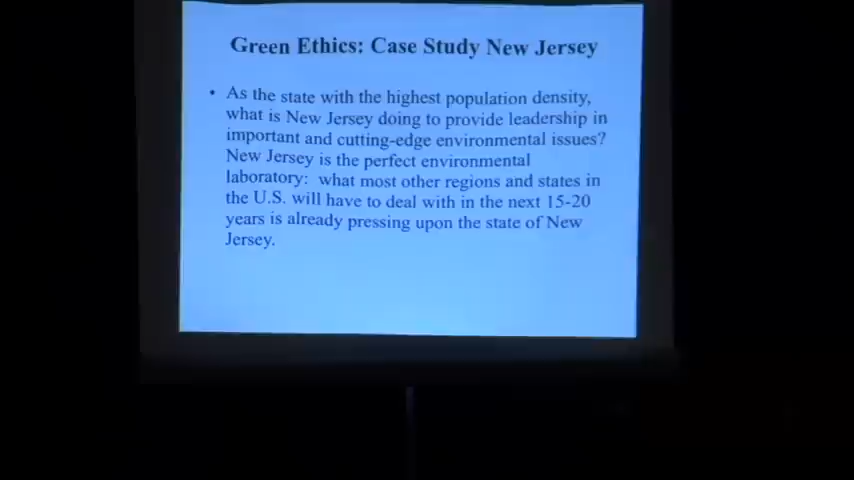 Green Ethics: Case Study New Jersey
• As the state with the highest population density,
what is New Jersey doing to provide leadership in
important and cutting-edge environmental issues?
New Jersey is the perfect environmental
laboratory: what most other regions and states in
the U.S. will have to deal with in the next 15-20
years is already pressing upon the state of New
Jersey.